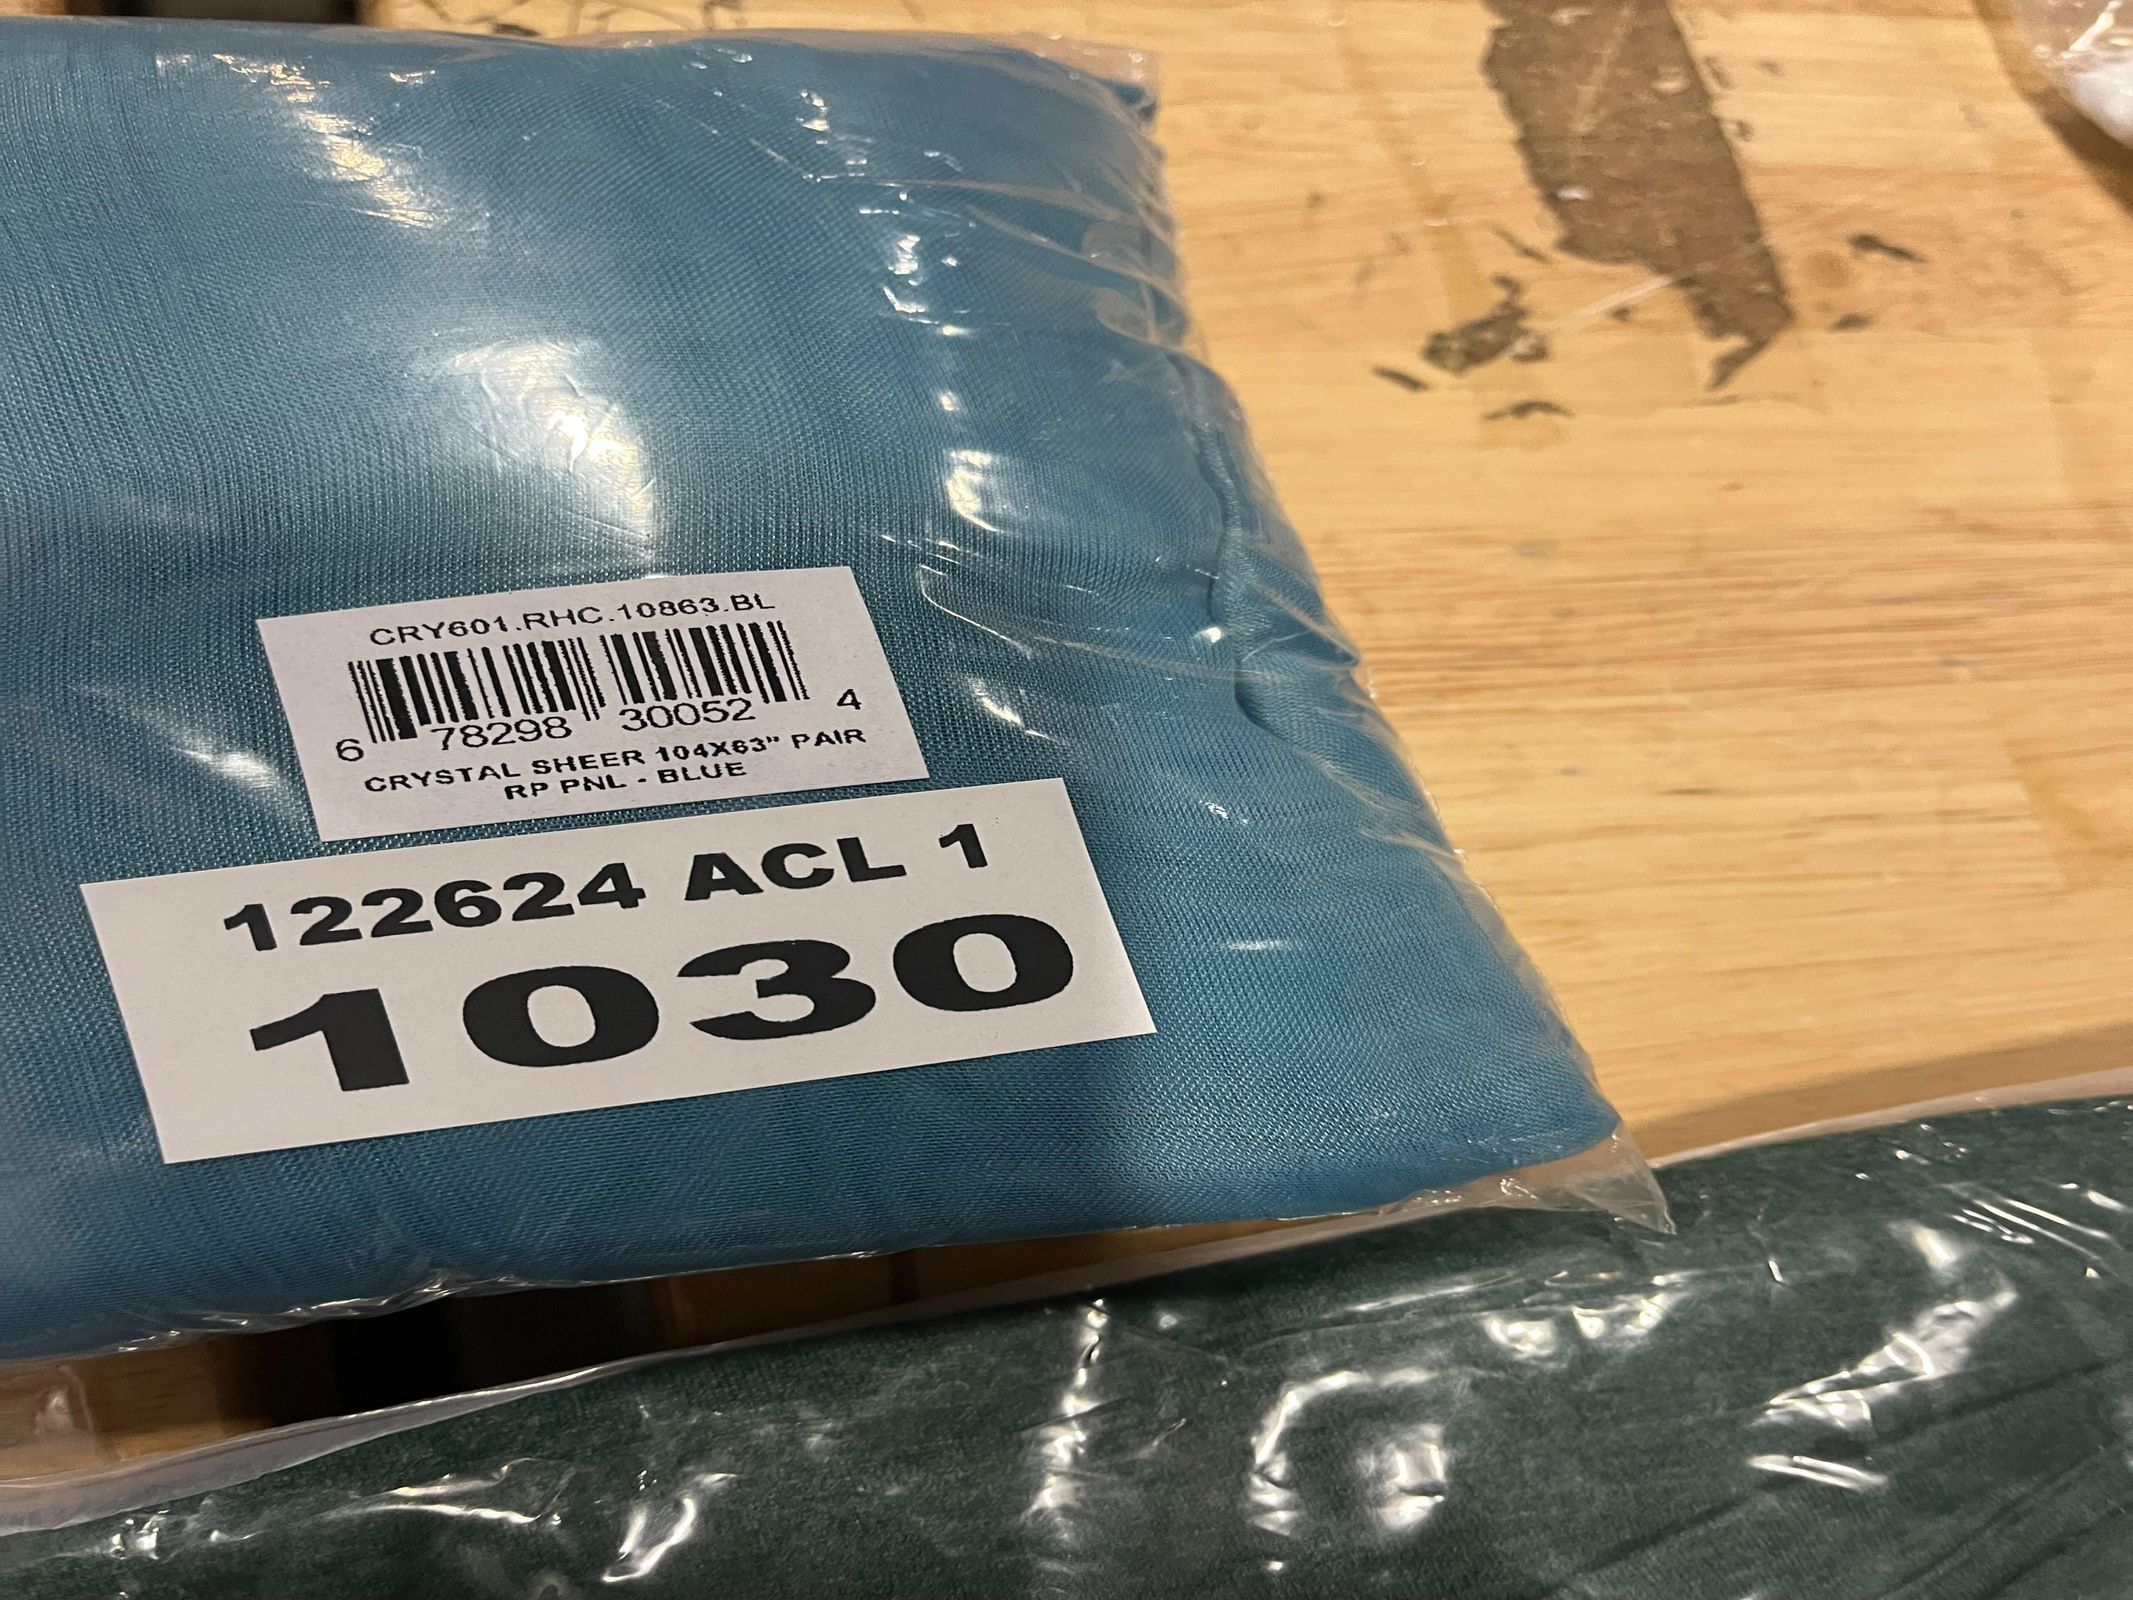 CRY601.RHC.10863.BL
6 78298 30052 4
CRYSTAL SHEER 104X63" PAIR
RP PNL - BLUE
122624 ACL 1
1030